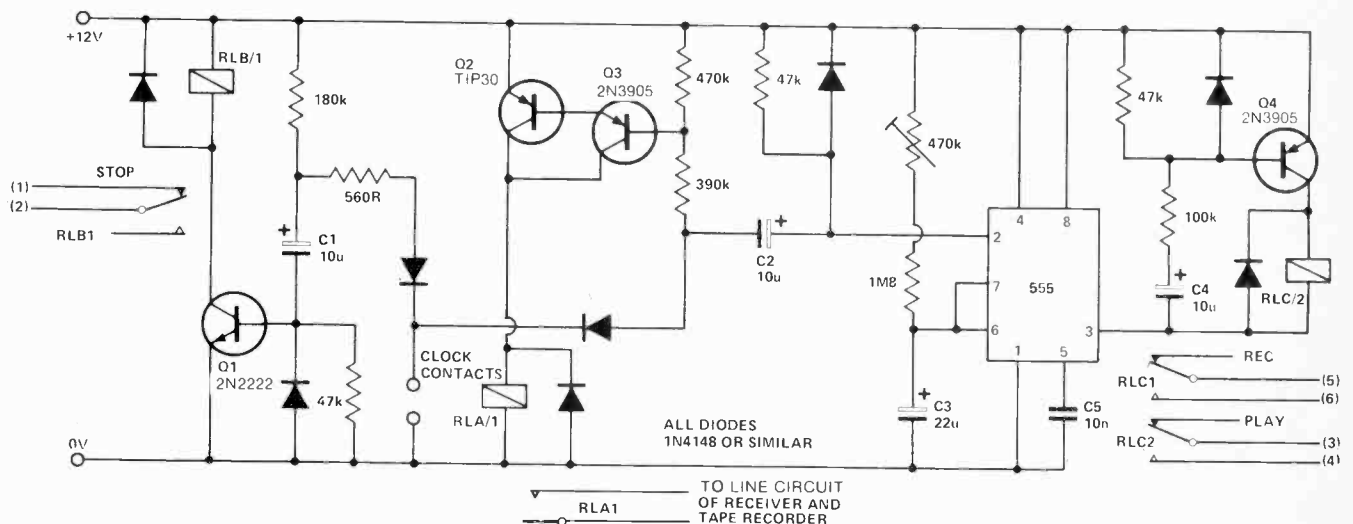 +12V
RLB/1
180k
STOP
(1)
(2)
RLB1
560R
+
C1
10u
Q1
2N2222
47k
0V
CLOCK
CONTACTS
Q2
TIP30
Q3
2N3905
470k
390k
RLA/1
47k
+
C2
10u
470k
1M8
+
C3
22u
4
8
2
7
555
6
3
1
5
C5
10n
47k
Q4
2N3905
100k
+
C4
10u
RLC/2
REC
RLC1
(5)
(6)
PLAY
RLC2
(3)
(4)
ALL DIODES
1N4148 OR SIMILAR
RLA1
TO LINE CIRCUIT
OF RECEIVER AND
TAPE RECORDER